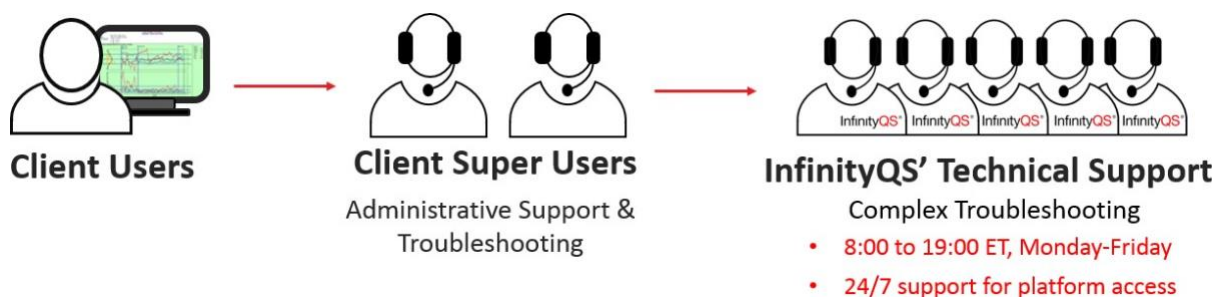 InfinityQS®
InfinityQS®
InfinityQS®
InfinityQS®
InfinityQS®
Client Users
Client Super Users
Administrative Support &
Troubleshooting
InfinityQS’ Technical Support
Complex Troubleshooting
• 8:00 to 19:00 ET, Monday-Friday
• 24/7 support for platform access